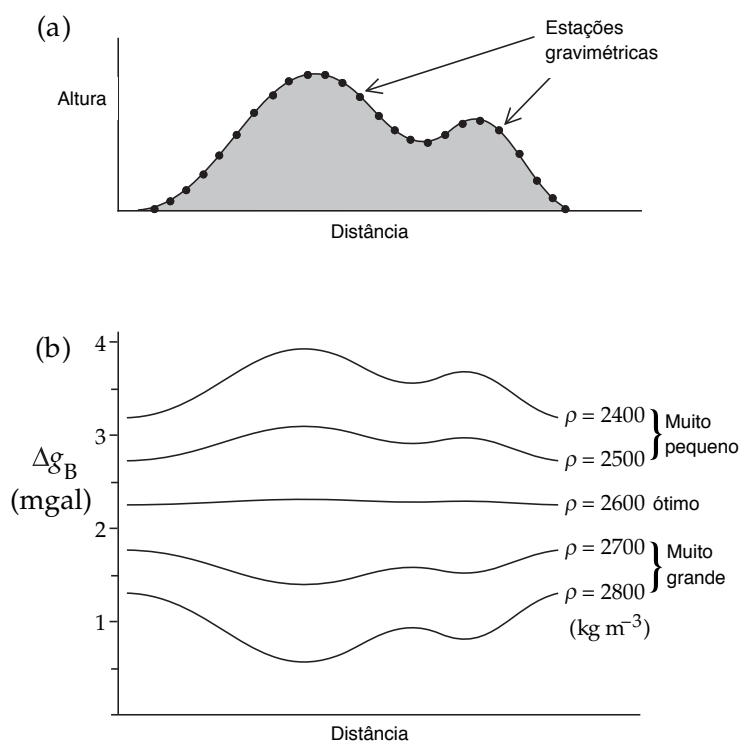 (a)
Estações
gravimétricas
Altura
Distância
(b)
4
3
2
1
Δg_B
(mgal)
ρ = 2400
ρ = 2500
Muito
pequeno
ρ = 2600 ótimo
ρ = 2700
ρ = 2800
Muito
grande
(kg m⁻³)
Distância